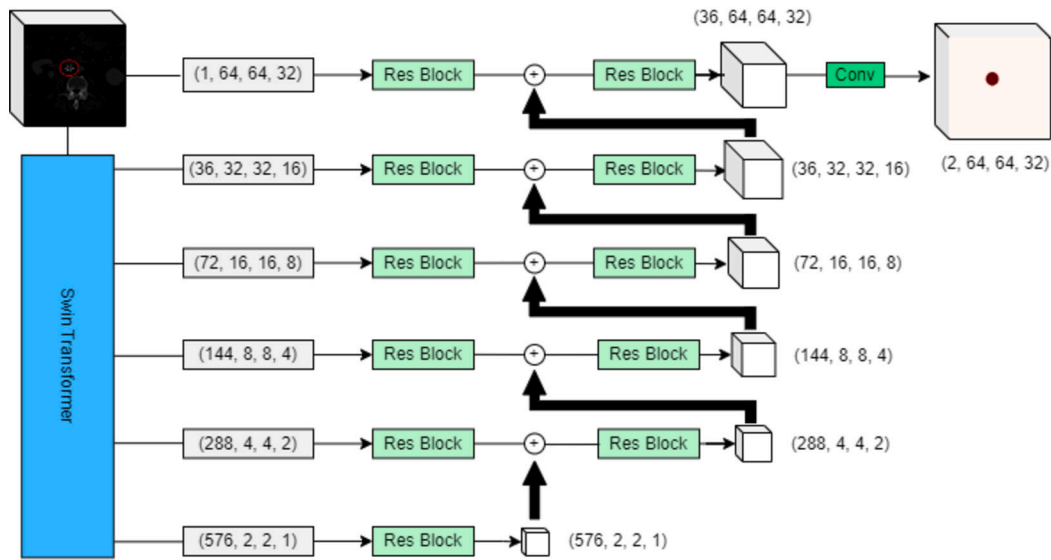 (36, 64, 64, 32)
(1, 64, 64, 32)
Res Block
Res Block
Conv
(36, 32, 32, 16)
Res Block
Res Block
(36, 32, 32, 16)
(2, 64, 64, 32)
(72, 16, 16, 8)
Res Block
Res Block
(72, 16, 16, 8)
Swin Transformer
(144, 8, 8, 4)
Res Block
Res Block
(144, 8, 8, 4)
(288, 4, 4, 2)
Res Block
Res Block
(288, 4, 4, 2)
(576, 2, 2, 1)
Res Block
(576, 2, 2, 1)